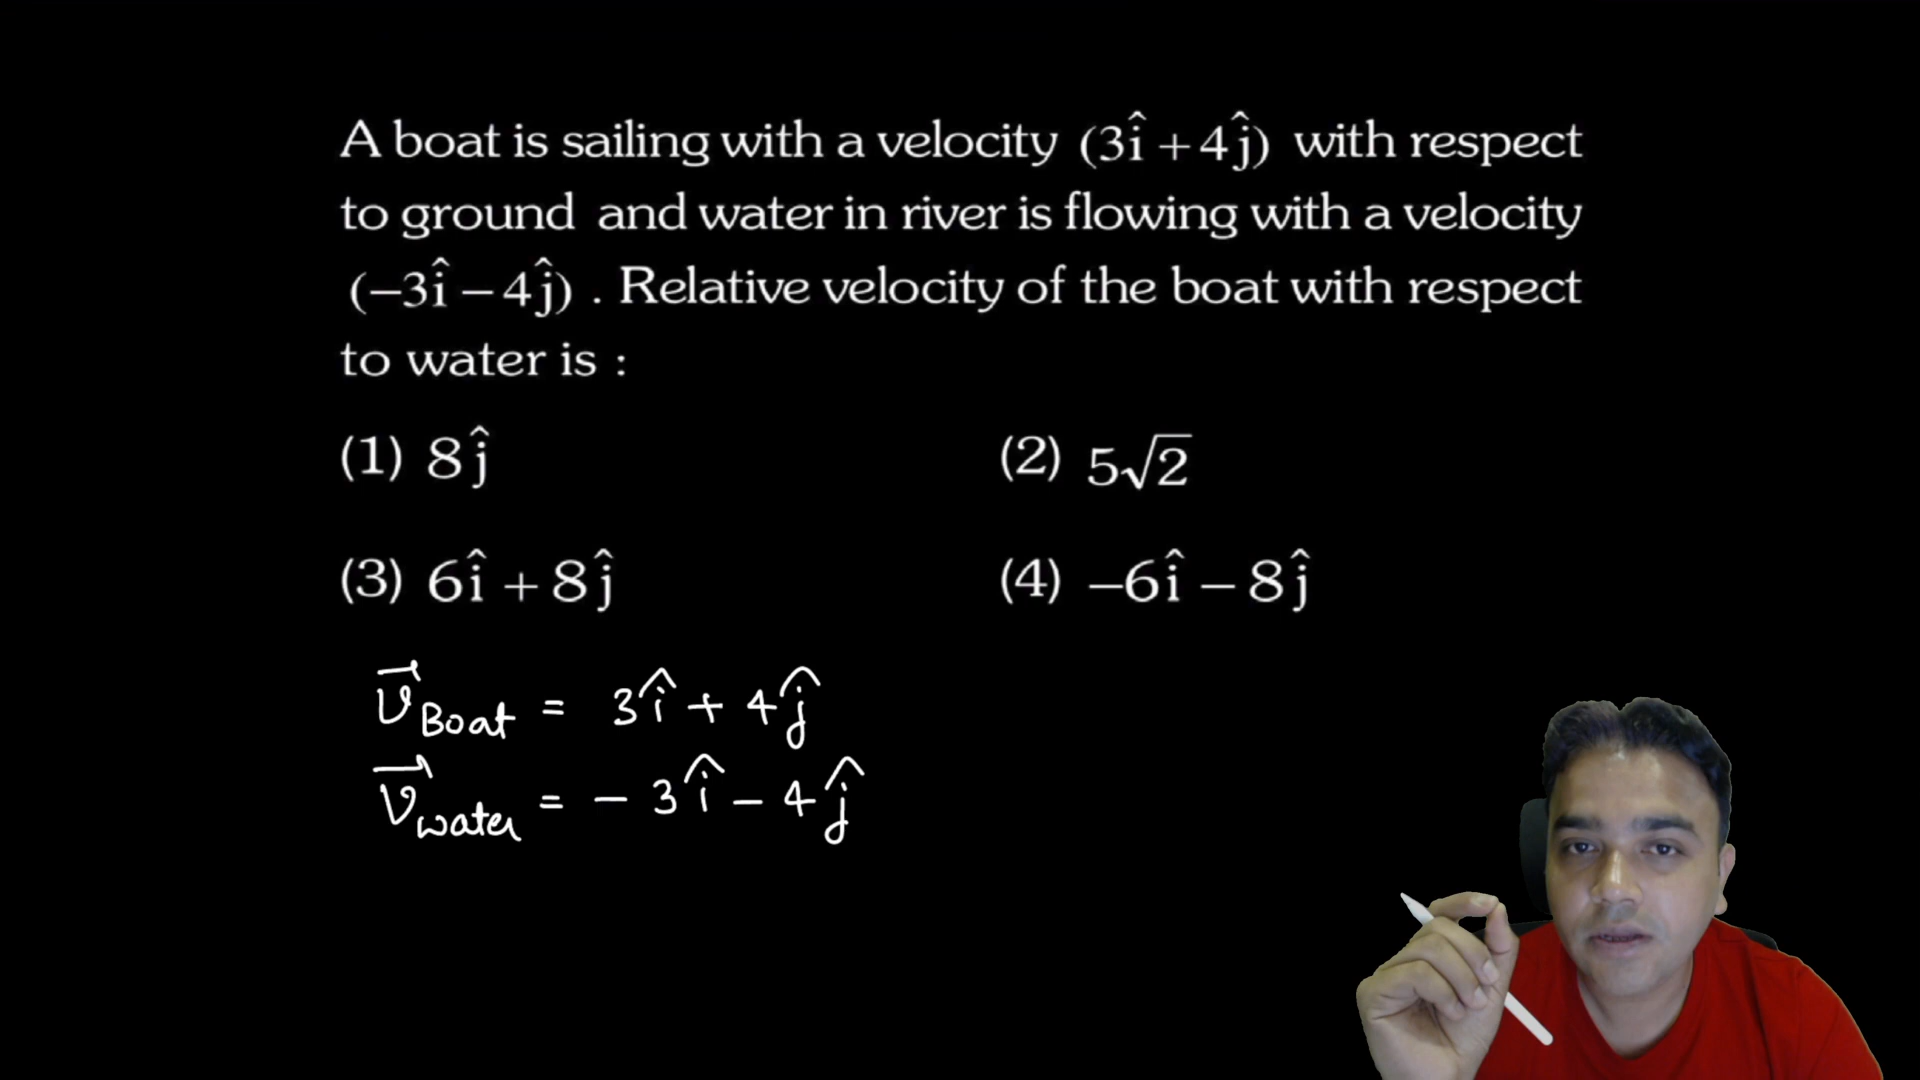 A boat is sailing with a velocity (3î + 4ĵ) with respect
to ground and water in river is flowing with a velocity
(–3î – 4ĵ) . Relative velocity of the boat with respect
to water is :
(1) 8ĵ (2) 5√2
(3) 6î + 8ĵ (4) –6î – 8ĵ
v⃗ Boat = 3î + 4ĵ
v⃗ water = – 3î – 4ĵ